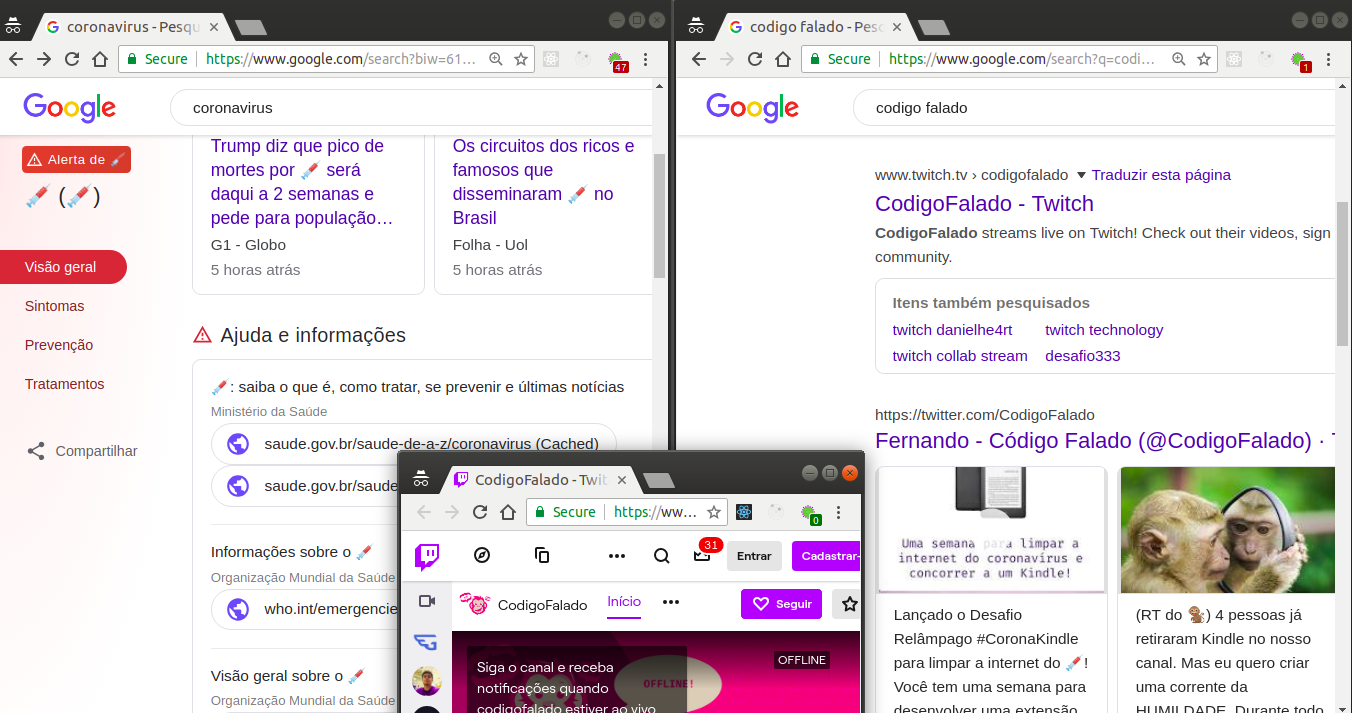 coronavirus - Pesqu
Secure
https://www.google.com/search?biw=61...
47
Google
coronavirus
Alerta de 💉
💉 (💉)
Visão geral
Sintomas
Prevenção
Tratamentos
Compartilhar
Trump diz que pico de
mortes por 💉 será
daqui a 2 semanas e
pede para população…
G1 - Globo
5 horas atrás
Os circuitos dos ricos e
famosos que
disseminaram 💉 no
Brasil
Folha - Uol
5 horas atrás
Ajuda e informações
💉: saiba o que é, como tratar, se prevenir e últimas notícias
Ministério da Saúde
saude.gov.br/saude-de-a-z/coronavirus (Cached)
saude.gov.br/saude
Informações sobre o 💉
Organização Mundial da Saúde
who.int/emergencie
Visão geral sobre o 💉
Organização Mundial da Saúde
codigo falado - Pesc
Secure
https://www.google.com/search?q=codi...
1
Google
codigo falado
www.twitch.tv › codigofalado ▼ Traduzir esta página
CodigoFalado - Twitch
CodigoFalado streams live on Twitch! Check out their videos, sign
community.
Itens também pesquisados
twitch danielhe4rt
twitch technology
twitch collab stream
desafio333
https://twitter.com/CodigoFalado
Fernando - Código Falado (@CodigoFalado) ·
Uma semana para limpar a
internet do coronavírus e
concorrer a um Kindle!
Lançado o Desafio
Relâmpago #CoronaKindle
para limpar a internet do 💉!
Você tem uma semana para
desenvolver uma extensão
(RT do 🐒) 4 pessoas já
retiraram Kindle no nosso
canal. Mas eu quero criar
uma corrente da
HUMILDADE. Durante todo
CodigoFalado - Twit
Secure
https://ww...
0
31
Entrar
Cadastrar-
CodigoFalado
Início
Seguir
Siga o canal e receba
notificações quando
codigofalado estiver ao vivo
OFFLINE!
OFFLINE